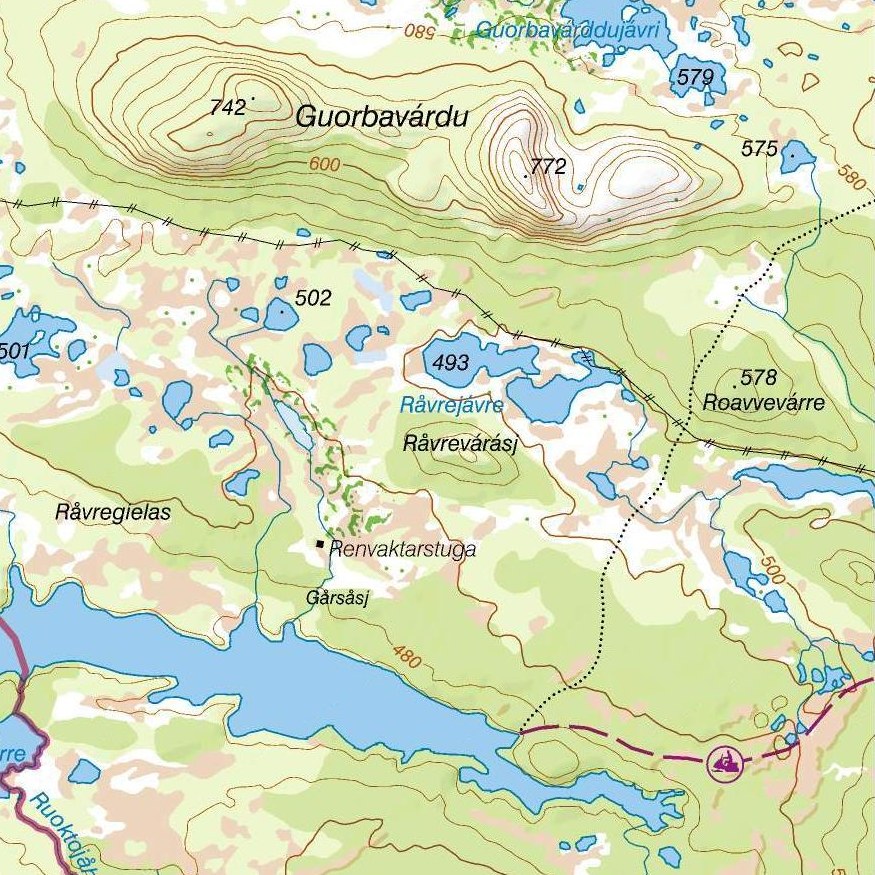 580
Guorbavárddujávri
579
742
Guorbavárdu
575
600
772
580
502
501
493
578
Råvrejávre
Roavvevárre
Råvrevárásj
Råvregielas
Renvaktarstuga
500
Gårsåsj
480
rre
Ruoktojåh